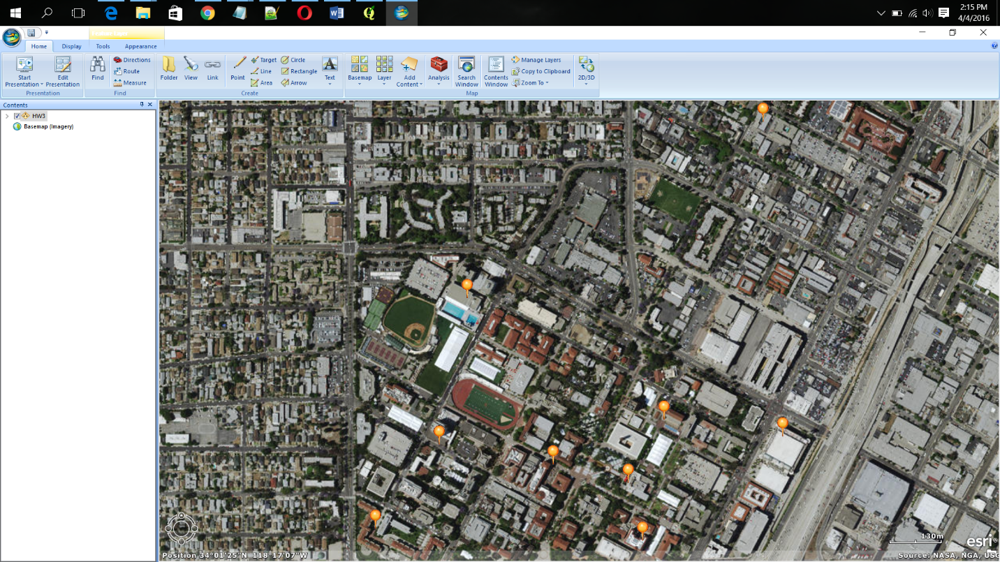 2:15 PM
4/4/2016
Home
Display
Tools
Appearance
Start
Presentation
Edit
Presentation
Presentation
Find
Directions
Route
Measure
Find
Folder
View
Link
Point
Target
Line
Area
Circle
Rectangle
Arrow
Text
Create
Basemap
Layer
Add
Content
Analysis
Search
Window
Contents
Window
Manage Layers
Copy to Clipboard
Zoom To
2D/3D
Map
Contents
HW3
Basemap (Imagery)
130m
esri
Position 34°01'25"N 118°17'07"W
Source: NASA, NGA,